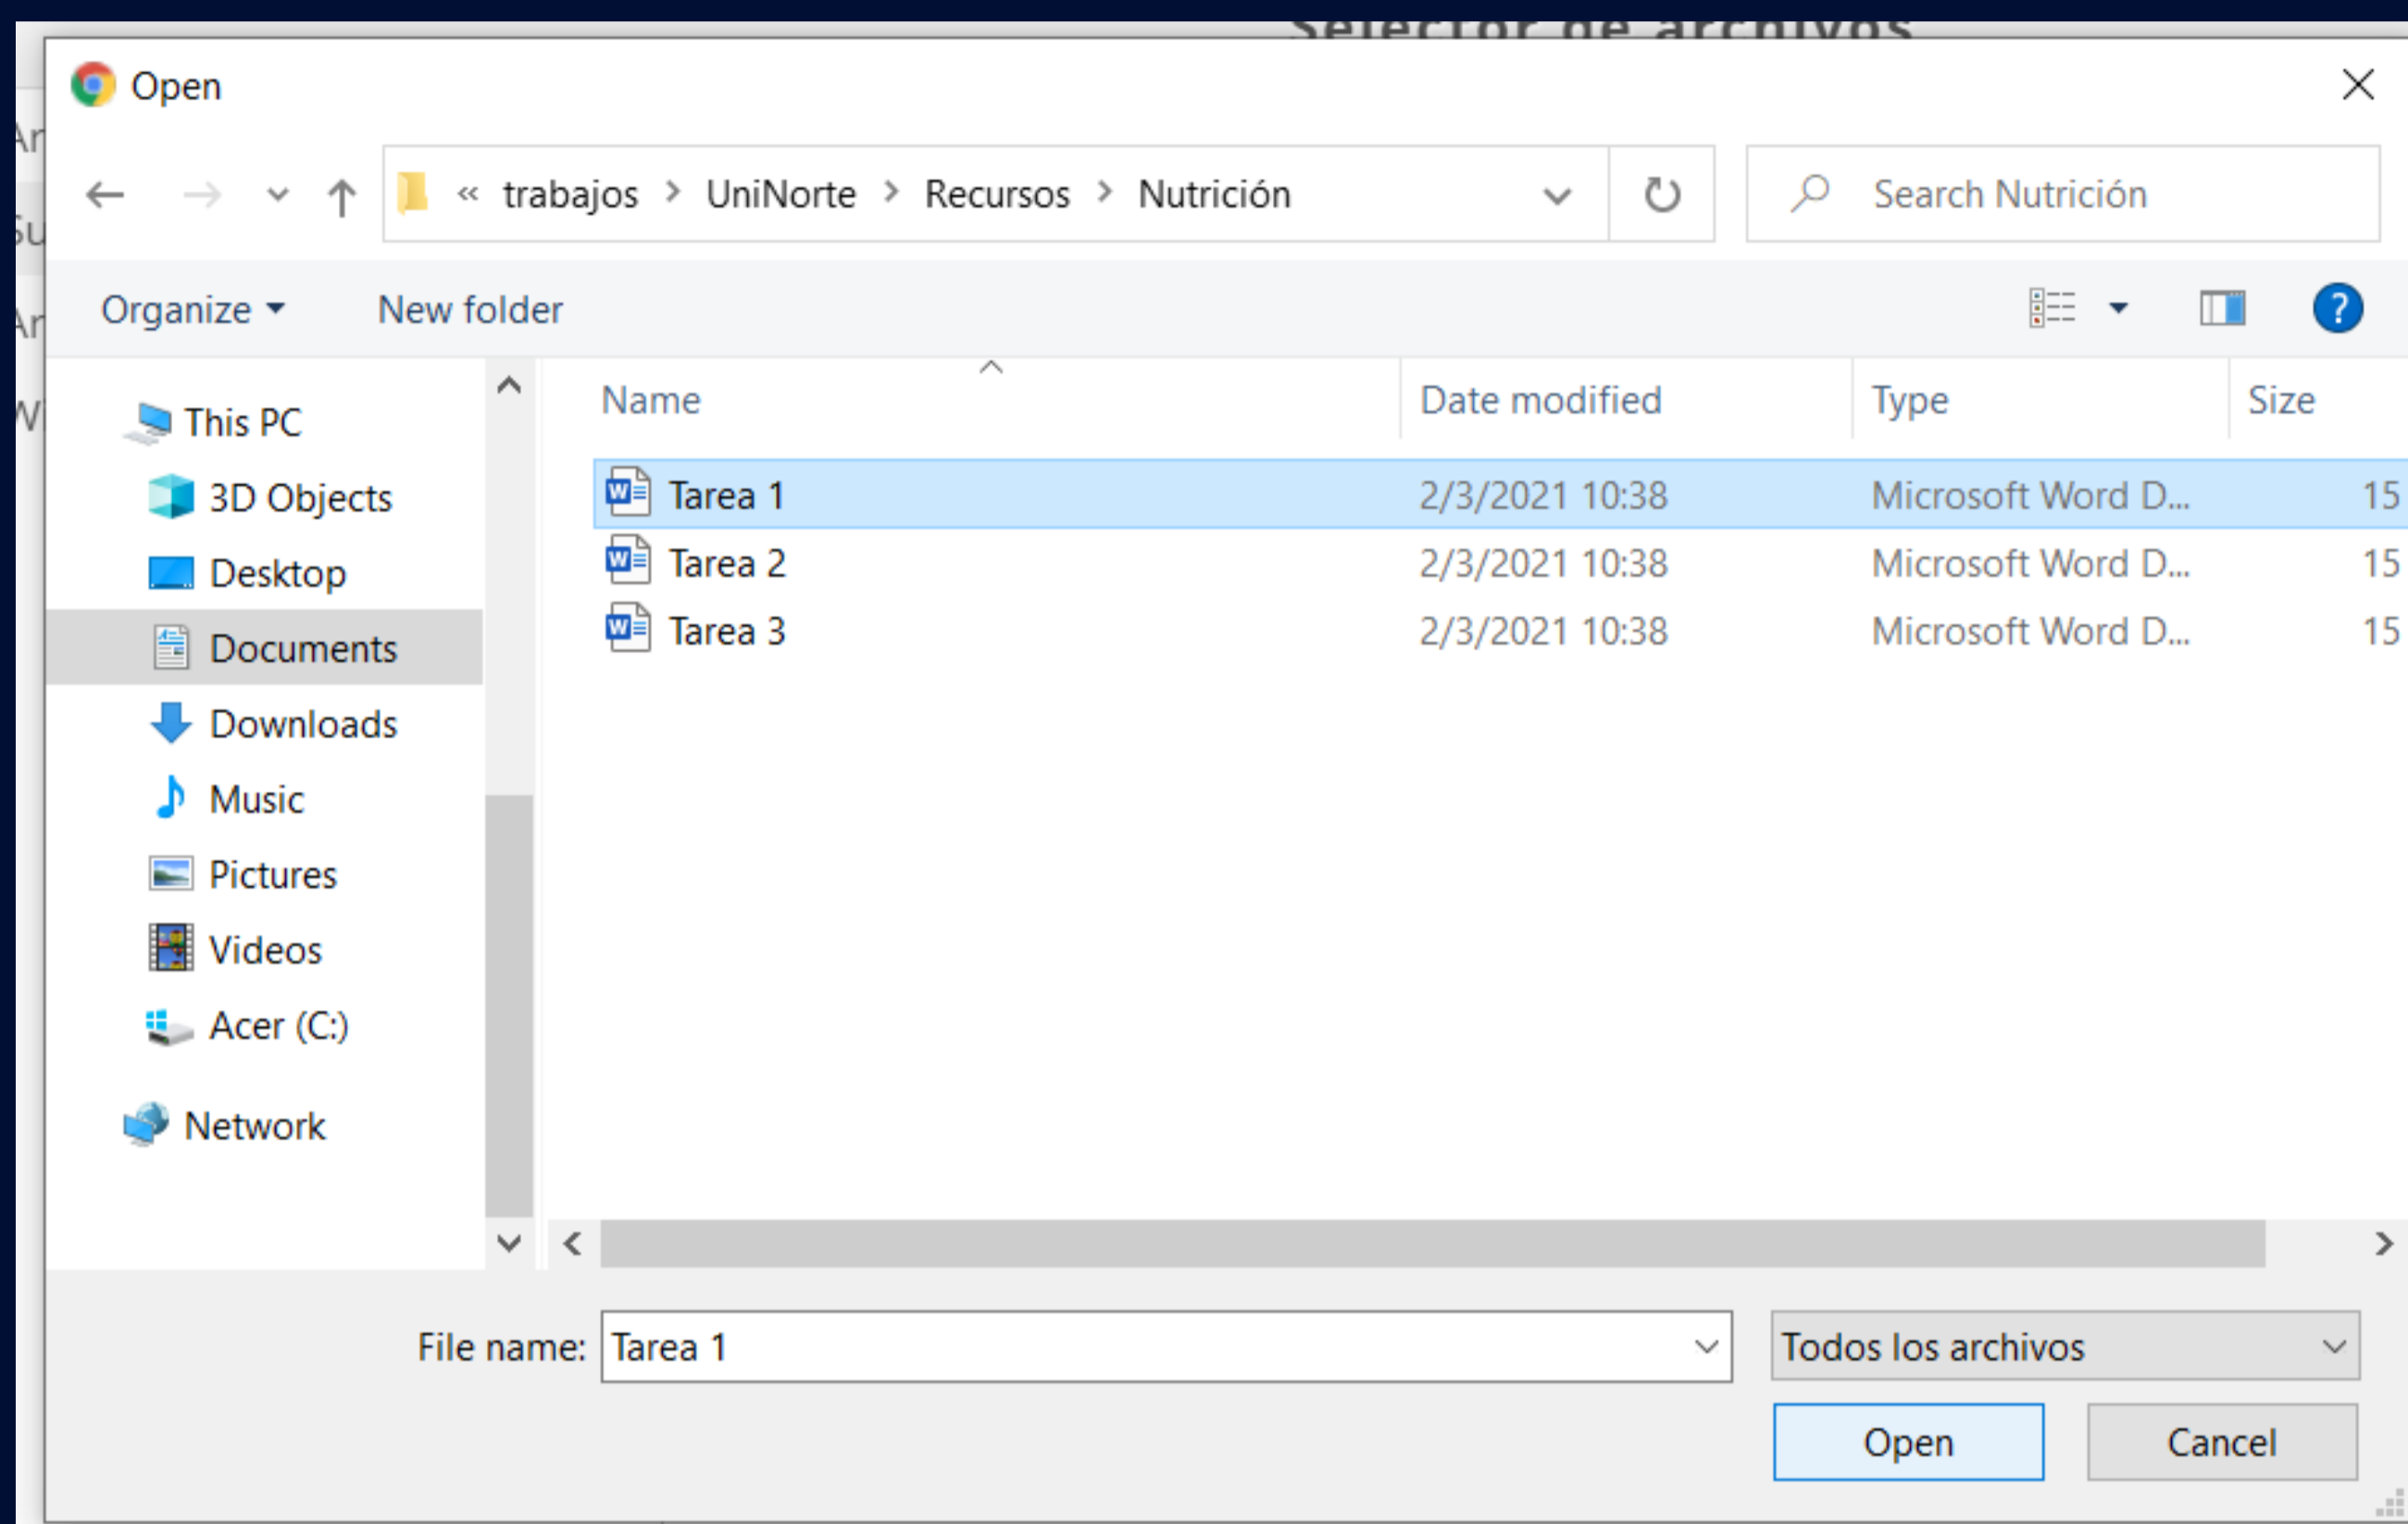 Selector de archivos
Open
« trabajos > UniNorte > Recursos > Nutrición
Search Nutrición
Organize
New folder
Name Date modified Type Size
Tarea 1 2/3/2021 10:38 Microsoft Word D... 15
Tarea 2 2/3/2021 10:38 Microsoft Word D... 15
Tarea 3 2/3/2021 10:38 Microsoft Word D... 15
This PC
3D Objects
Desktop
Documents
Downloads
Music
Pictures
Videos
Acer (C:)
Network
File name: Tarea 1
Todos los archivos
Open
Cancel